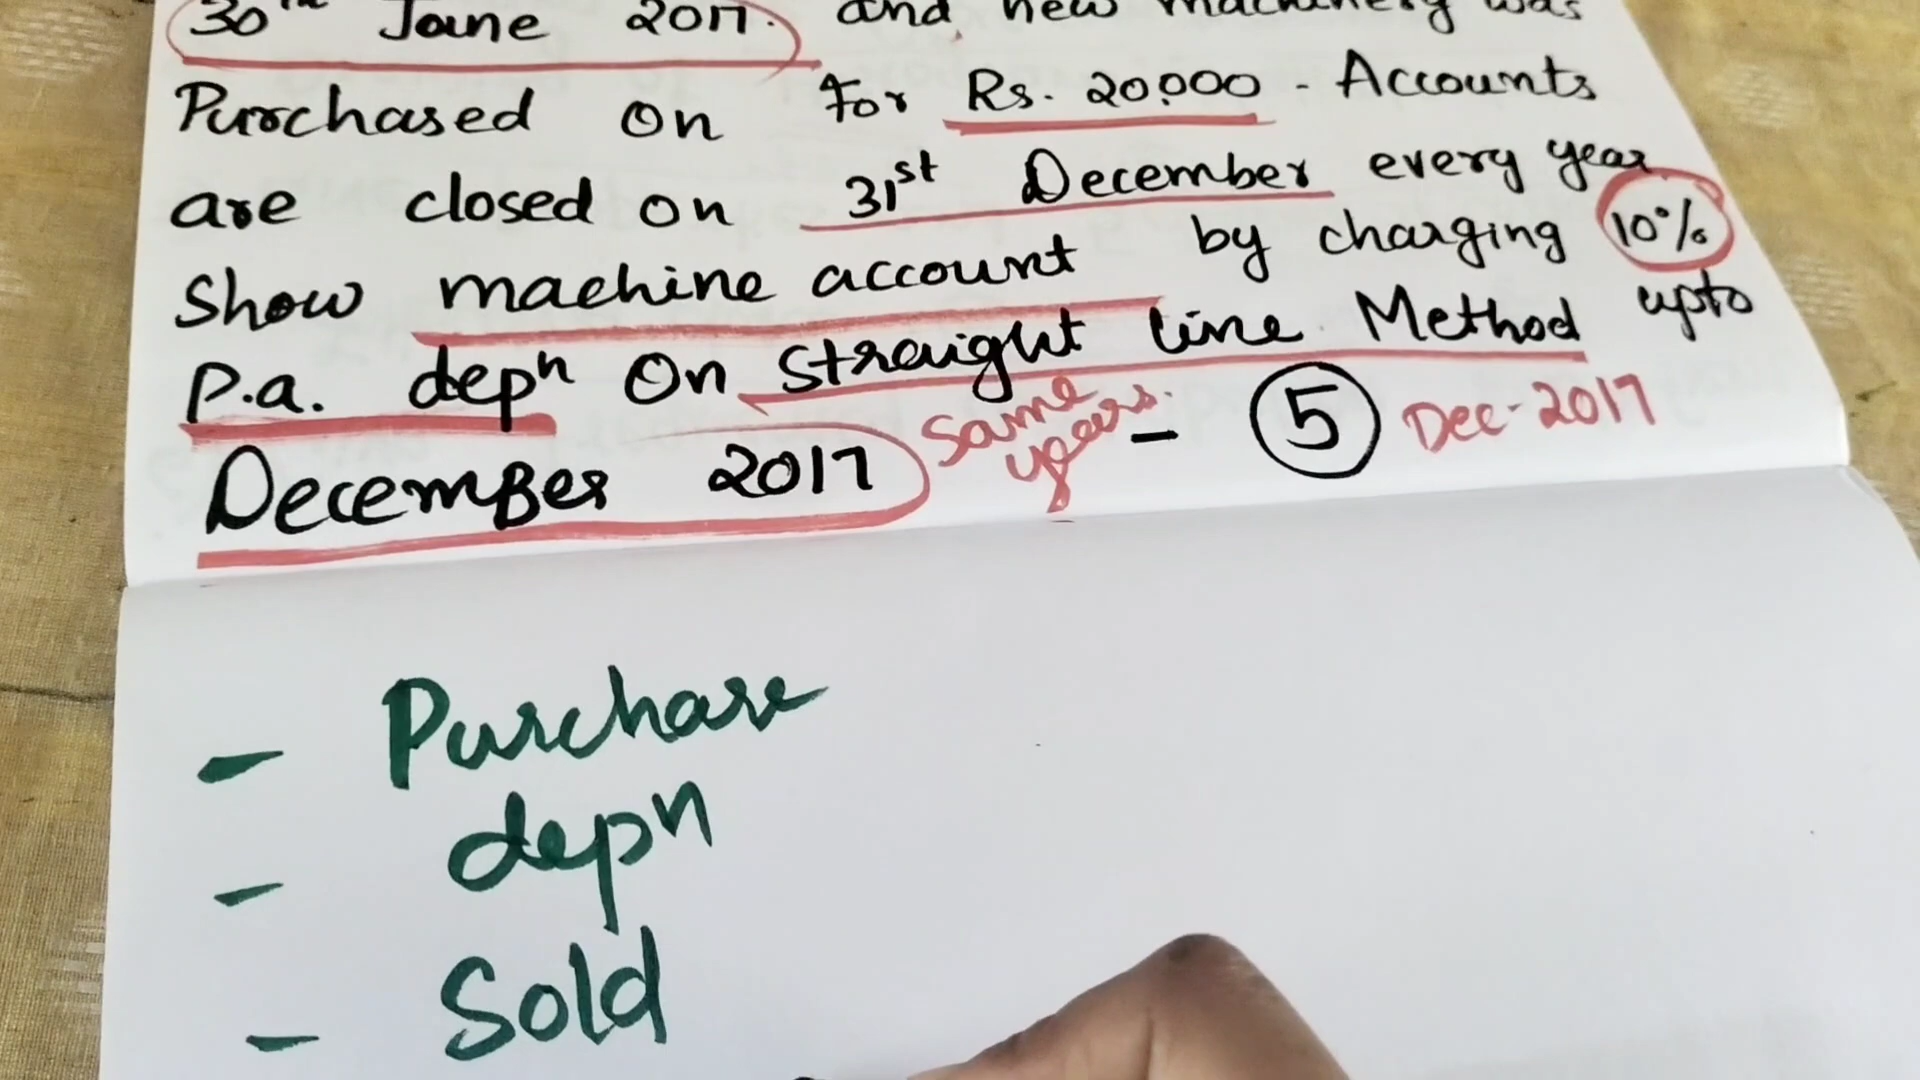 30th June 2017. and new machinery was
Purchased on for Rs. 20,000 - Accounts
are closed on 31st December every year
Show machine account by charging 10%
P.a. depn on straight line Method upto
December 2017 same years. - 5 Dec-2017
- Purchase
- depn
- Sold